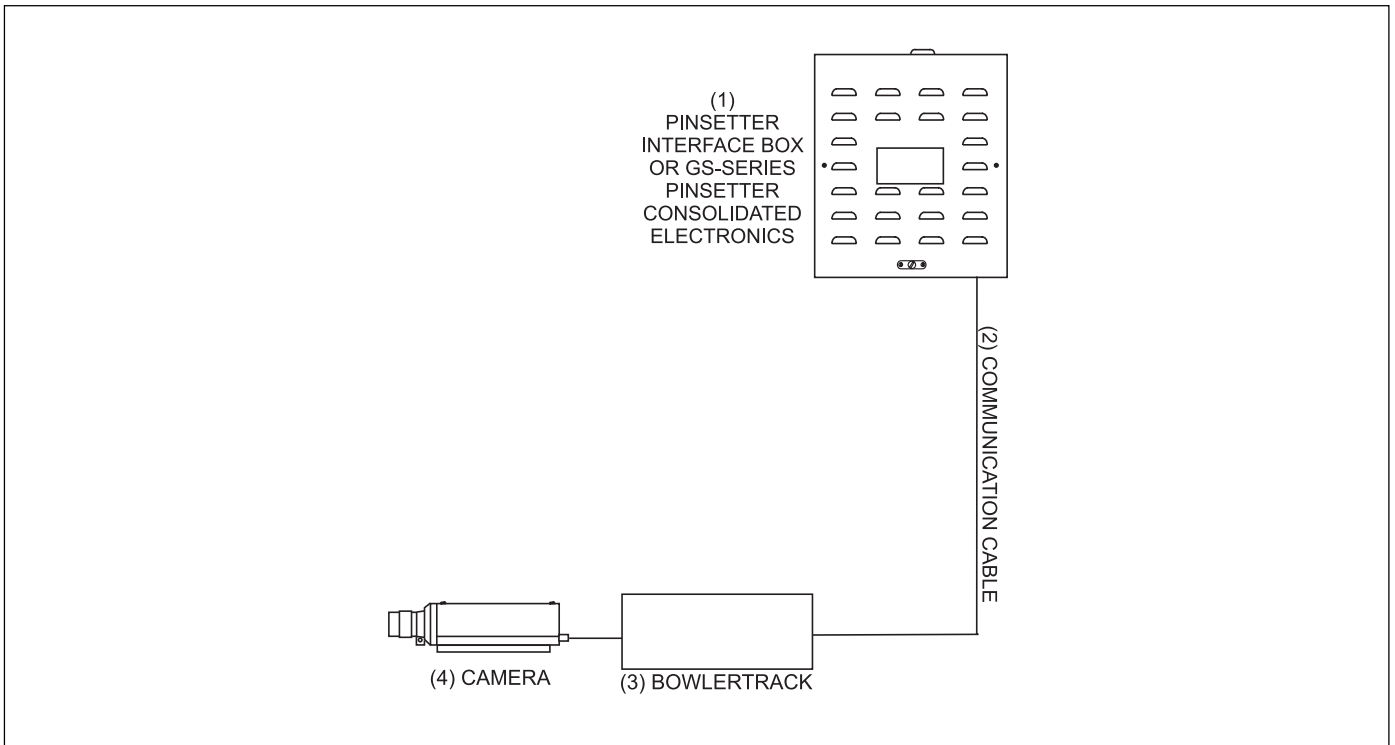 (1)
PINSETTER
INTERFACE BOX
OR GS-SERIES
PINSETTER
CONSOLIDATED
ELECTRONICS
(2) COMMUNICATION CABLE
(4) CAMERA
(3) BOWLERTRACK